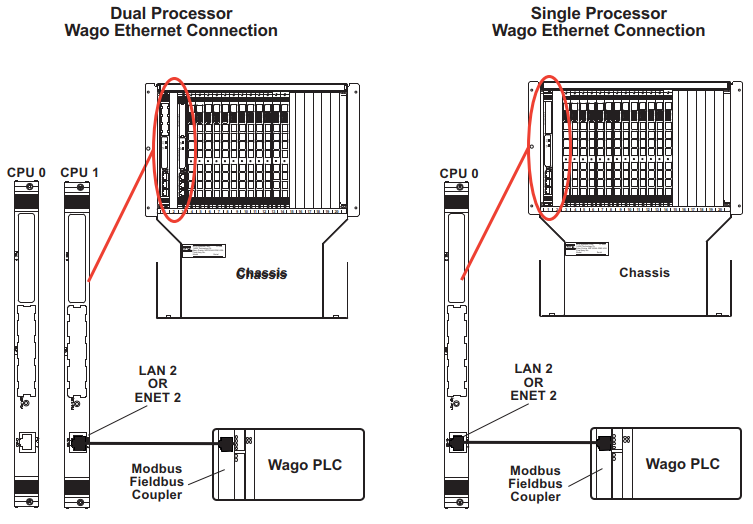 Dual Processor
Wago Ethernet Connection
Single Processor
Wago Ethernet Connection
CPU 0
CPU 1
CPU 0
Chassis
Chassis
Chassis
LAN 2
OR
ENET 2
LAN 2
OR
ENET 2
Modbus
Fieldbus
Coupler
Wago PLC
Modbus
Fieldbus
Coupler
Wago PLC